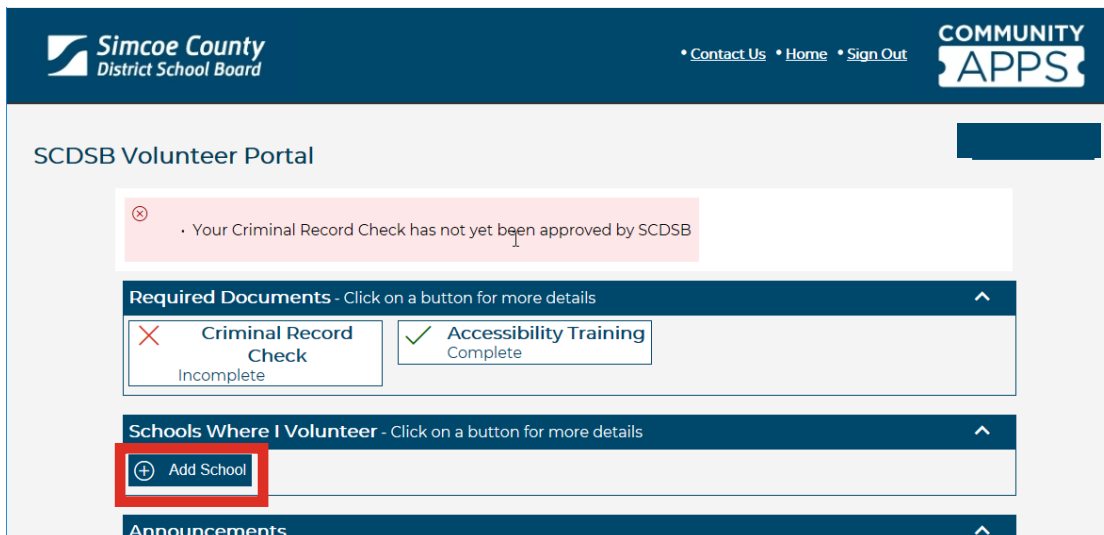 Simcoe County
District School Board
• Contact Us • Home • Sign Out
COMMUNITY
APPS
SCDSB Volunteer Portal
• Your Criminal Record Check has not yet been approved by SCDSB
Required Documents - Click on a button for more details
Criminal Record
Check
Incomplete
Accessibility Training
Complete
Schools Where I Volunteer - Click on a button for more details
Add School
Announcements